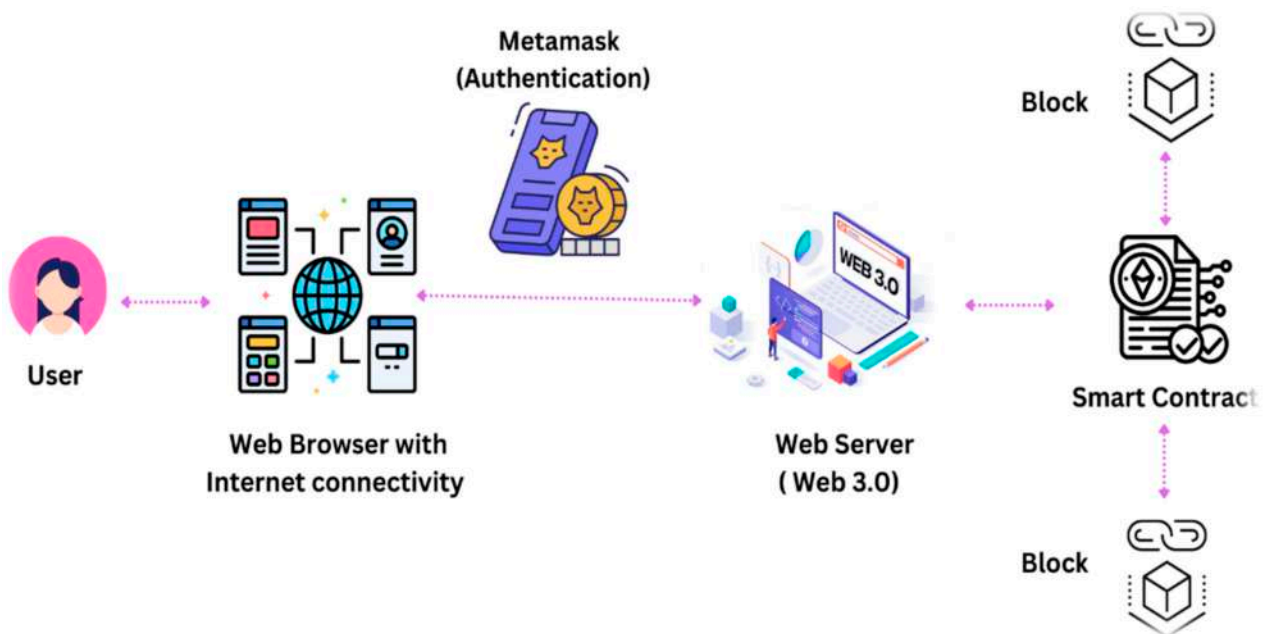 Metamask
(Authentication)
Block
WEB 3.0
User
Smart Contract
Web Browser with
Internet connectivity
Web Server
( Web 3.0)
Block